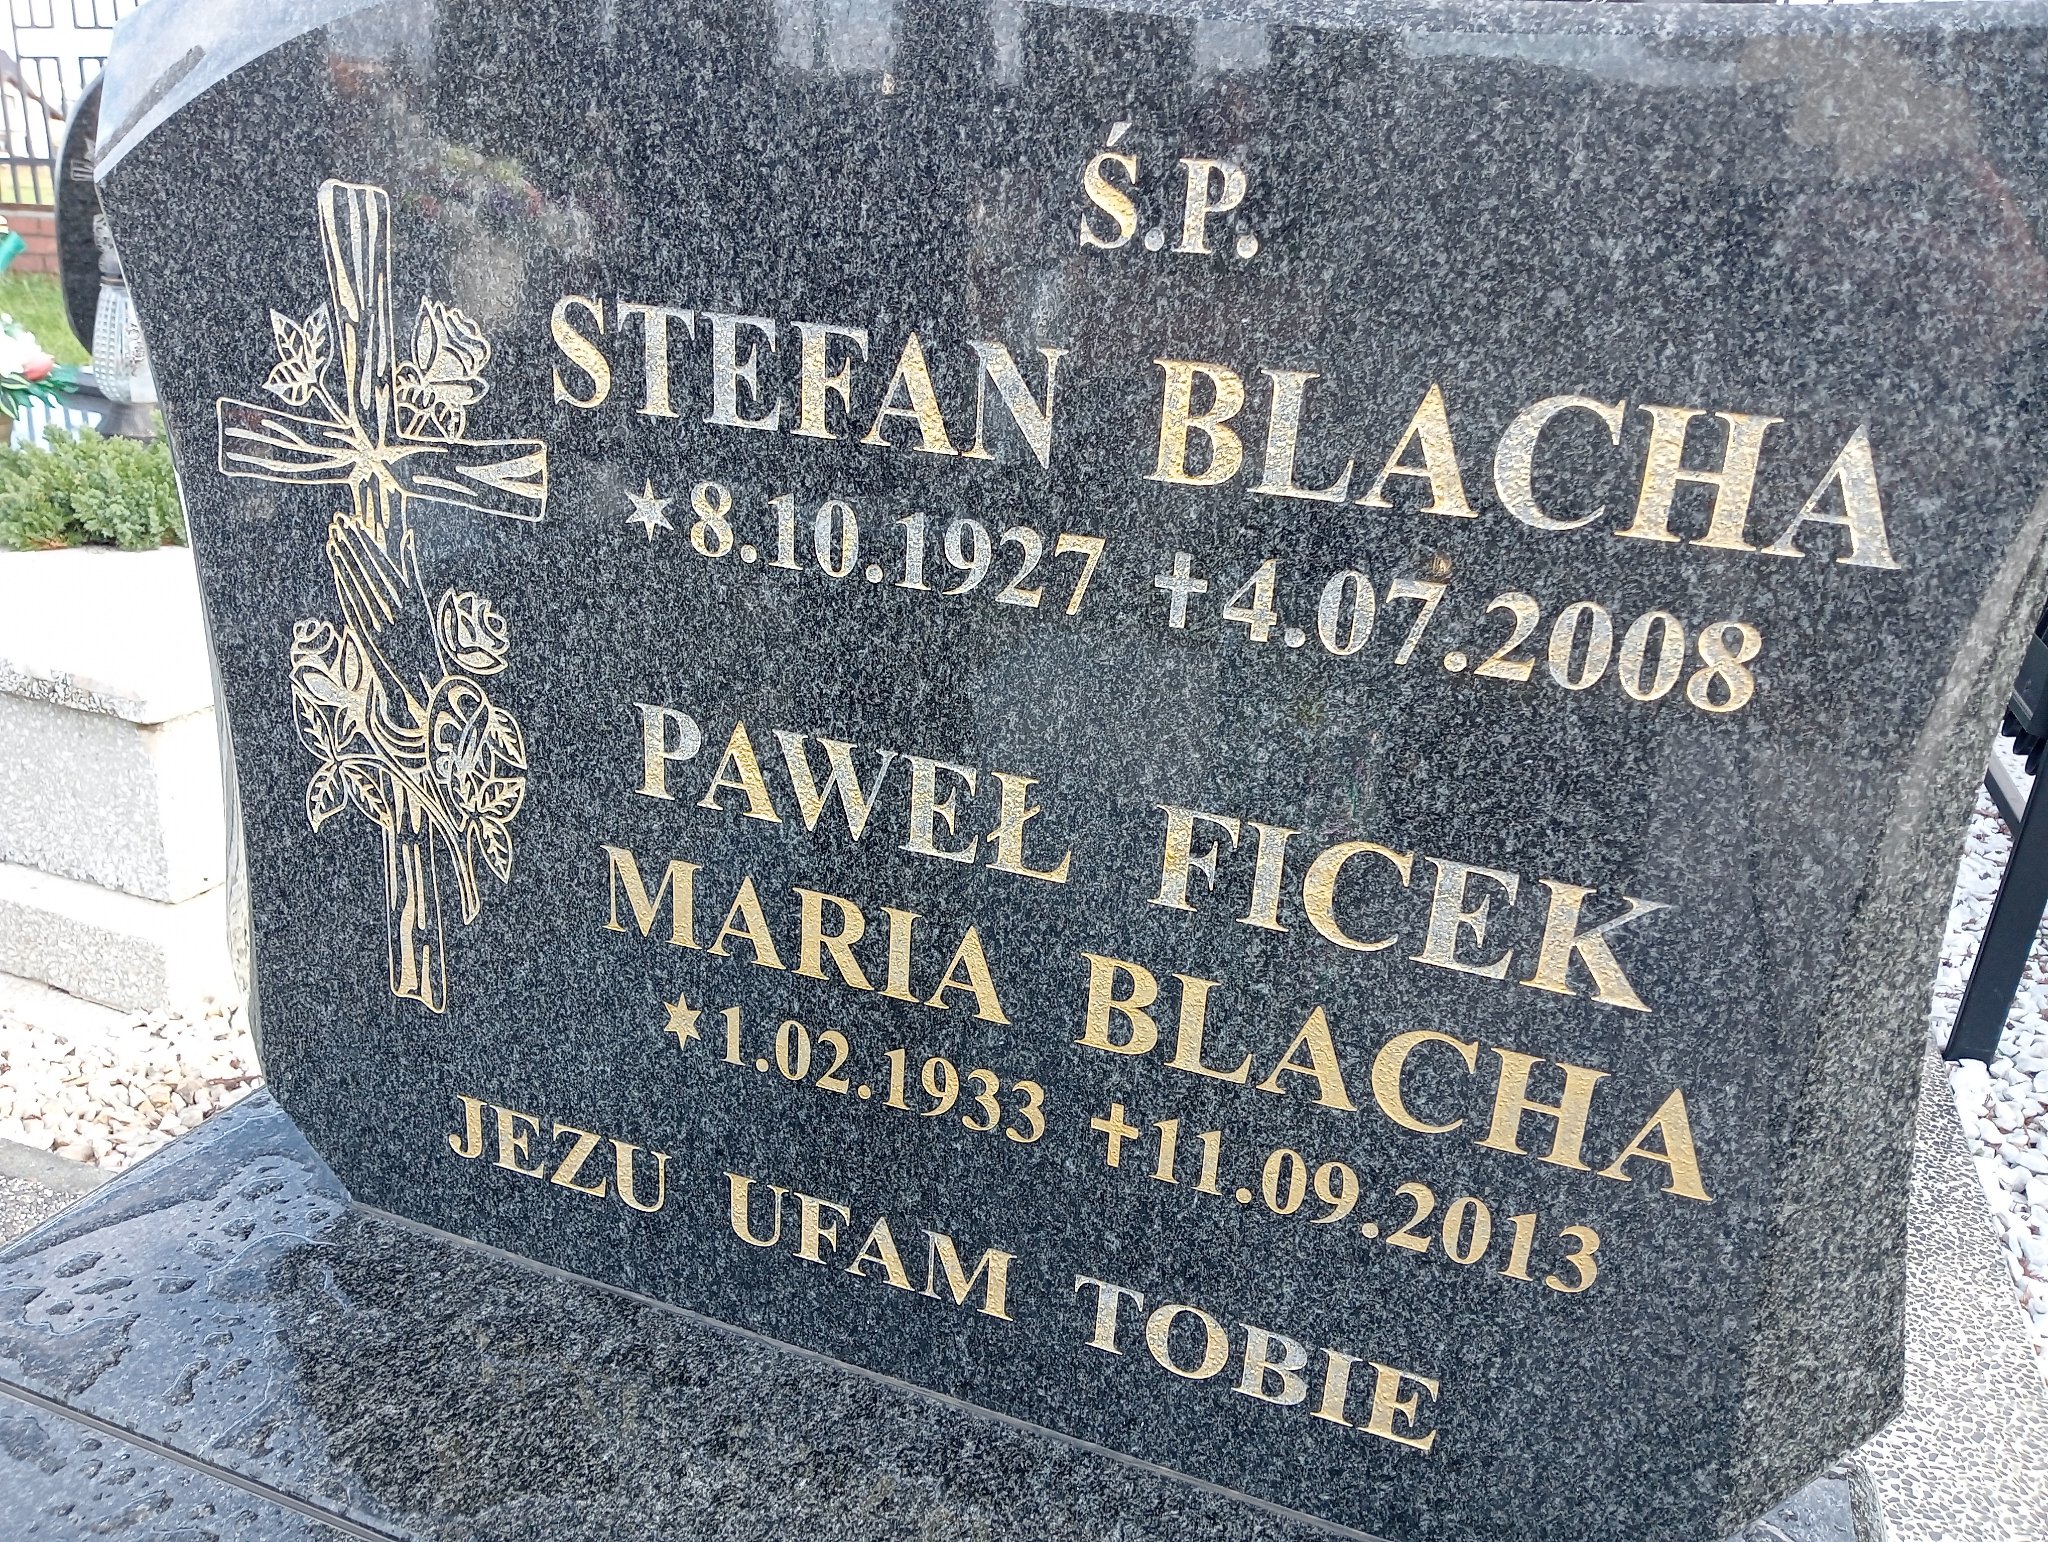 Ś.P.
STEFAN BLACHA
*8.10.1927 †4.07.2008
PAWEŁ FICEK
MARIA BLACHA
*1.02.1933 †11.09.2013
JEZU UFAM TOBIE